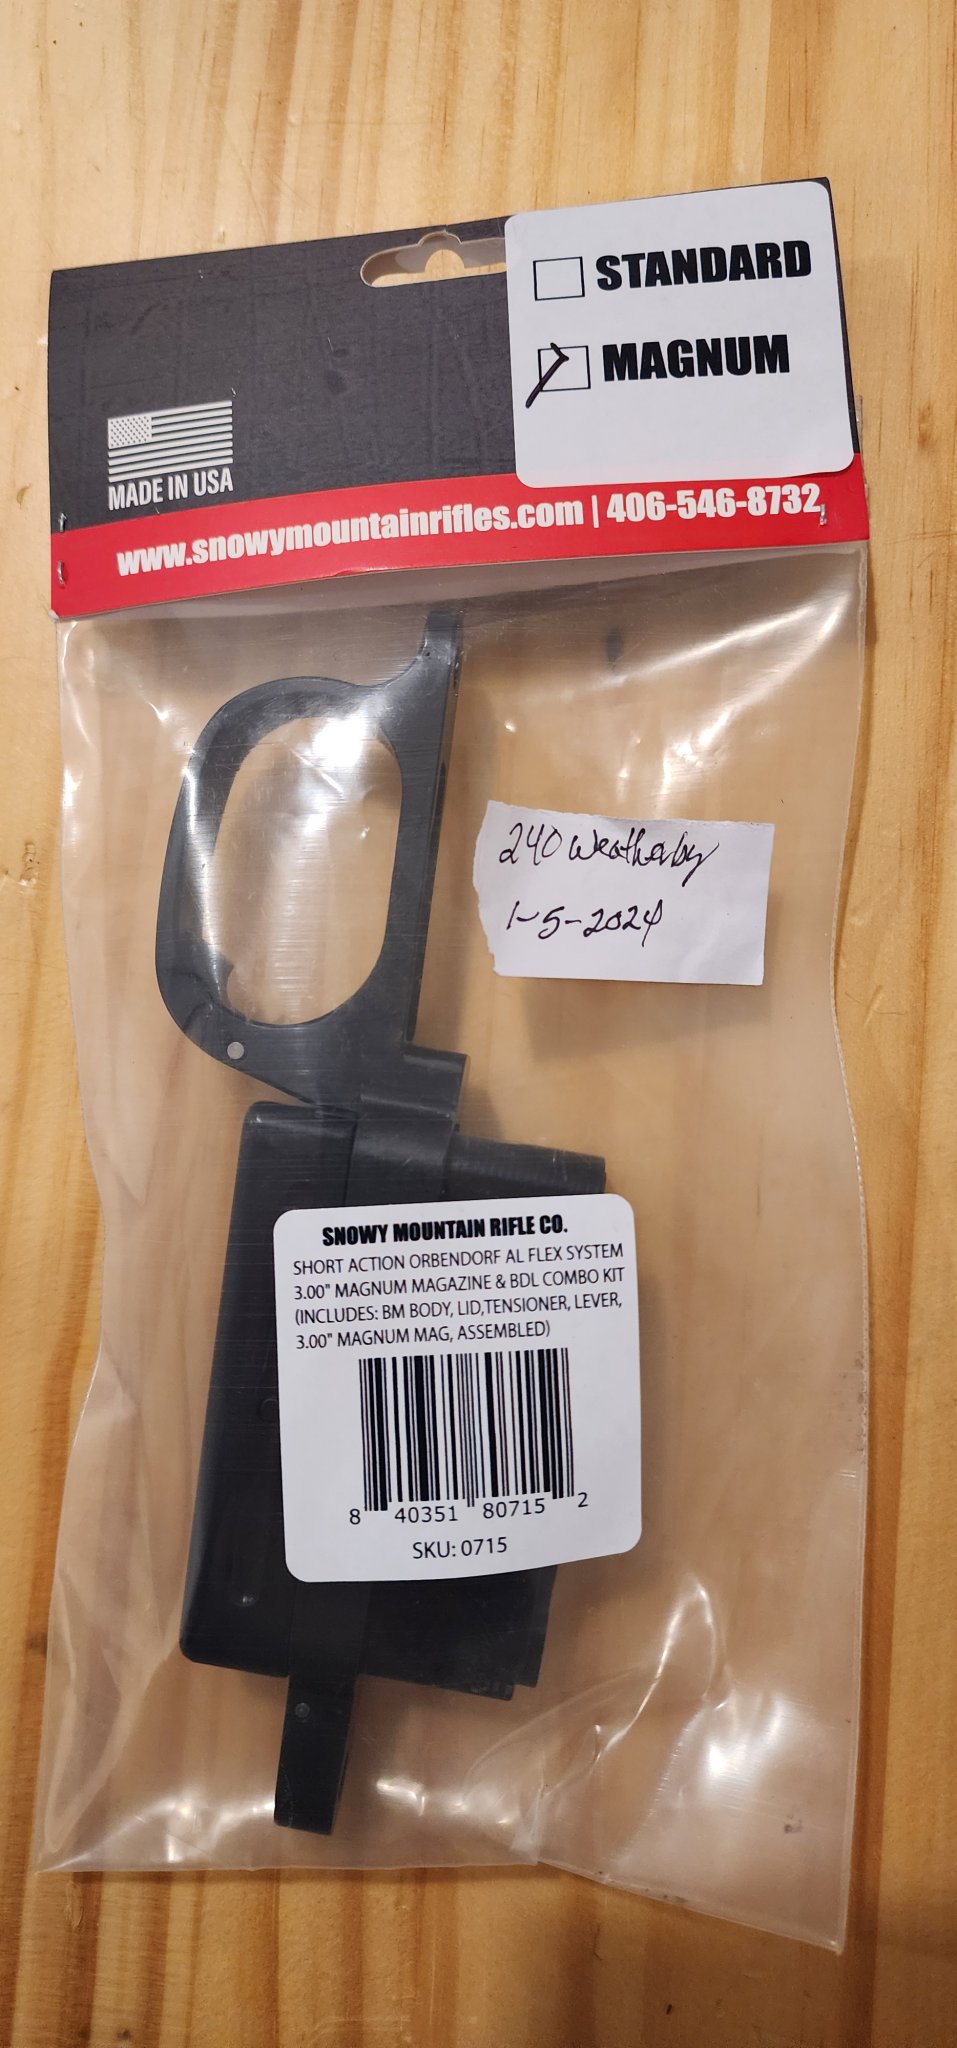 STANDARD
MAGNUM
MADE IN USA
www.snowymountainrifles.com | 406-546-8732
240 Weatherby
1-5-2024
SNOWY MOUNTAIN RIFLE CO.
SHORT ACTION ORBENDORF AL FLEX SYSTEM
3.00" MAGNUM MAGAZINE & BDL COMBO KIT
(INCLUDES: BM BODY, LID,TENSIONER, LEVER,
3.00" MAGNUM MAG, ASSEMBLED)
8 40351 80715 2
SKU: 0715